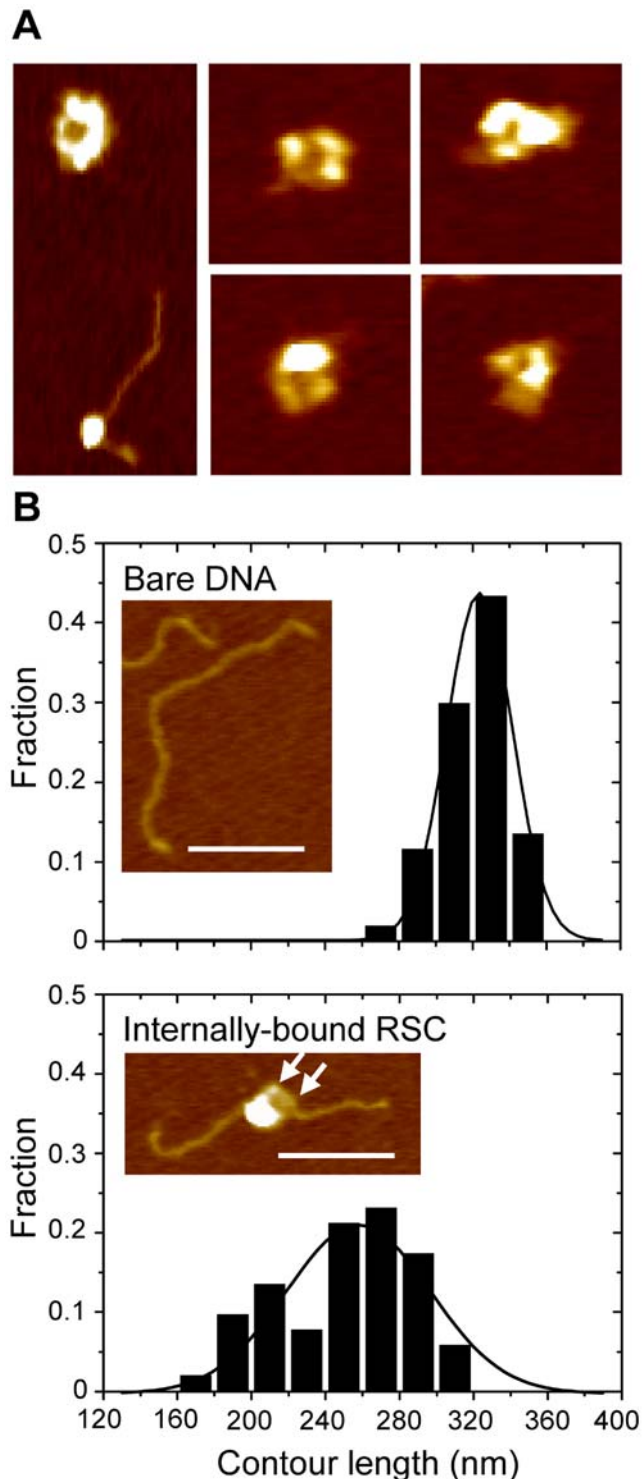 A
B
0.5
Bare DNA
0.4
0.3
0.2
0.1
0
Fraction
0.5
Internally-bound RSC
0.4
0.3
0.2
0.1
0
Fraction
120 160 200 240 280 320 360 400
Contour length (nm)